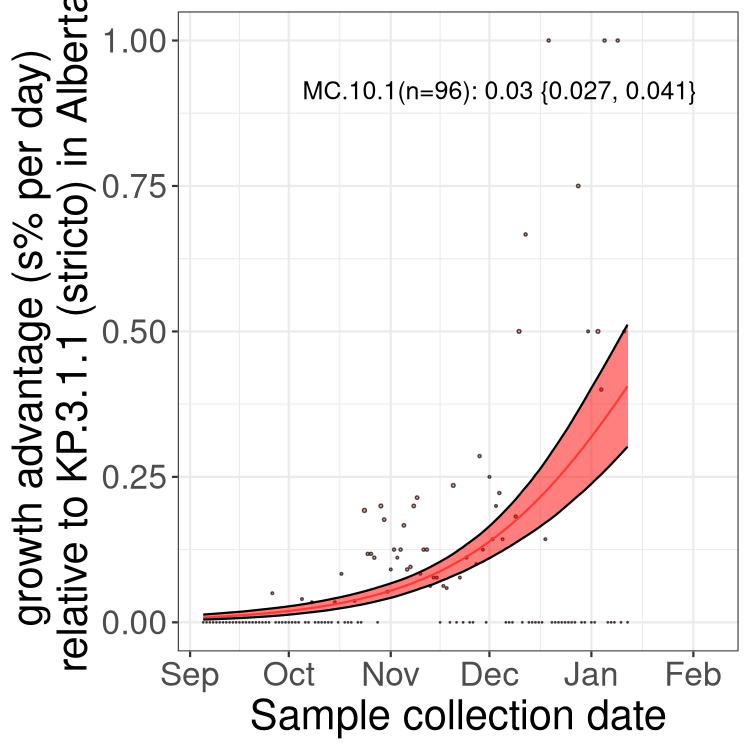 growth advantage (s% per day)
relative to KP.3.1.1 (stricto) in Alberta
1.00
0.75
0.50
0.25
0.00
MC.10.1(n=96): 0.03 {0.027, 0.041}
Sep Oct Nov Dec Jan Feb
Sample collection date